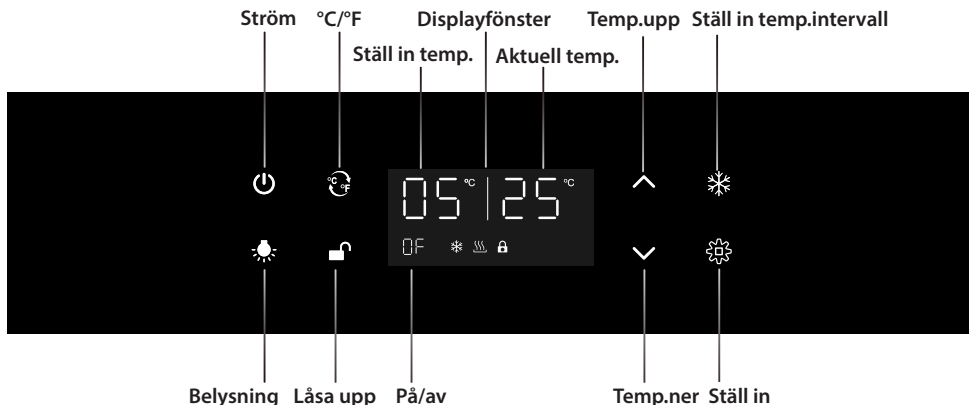 Ström °C/°F Displayfönster Temp.upp Ställ in temp.intervall
Ställ in temp. Aktuell temp.
°C °F 05 °C 25 °C
OF
Belysning Låsa upp På/av Temp.ner Ställ in